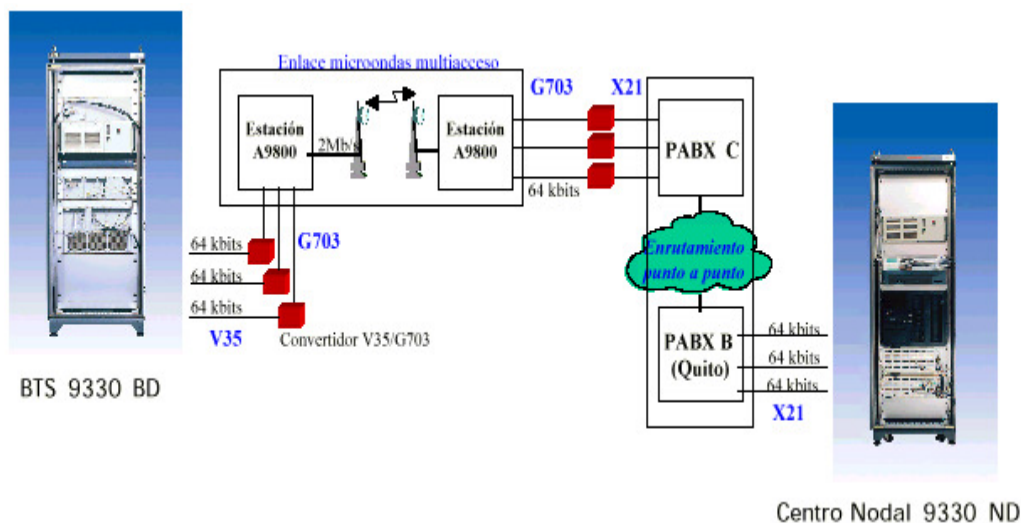 Enlace microondas multiacceso
G703
X21
Estación
A9800
2Mb/s
Estación
A9800
64 kbits
PABX C
G703
64 kbits
64 kbits
64 kbits
V35
Convertidor V35/G703
Enrutamiento
punto a punto
PABX B
(Quito)
64 kbits
64 kbits
64 kbits
X21
BTS 9330 BD
Centro Nodal 9330 ND